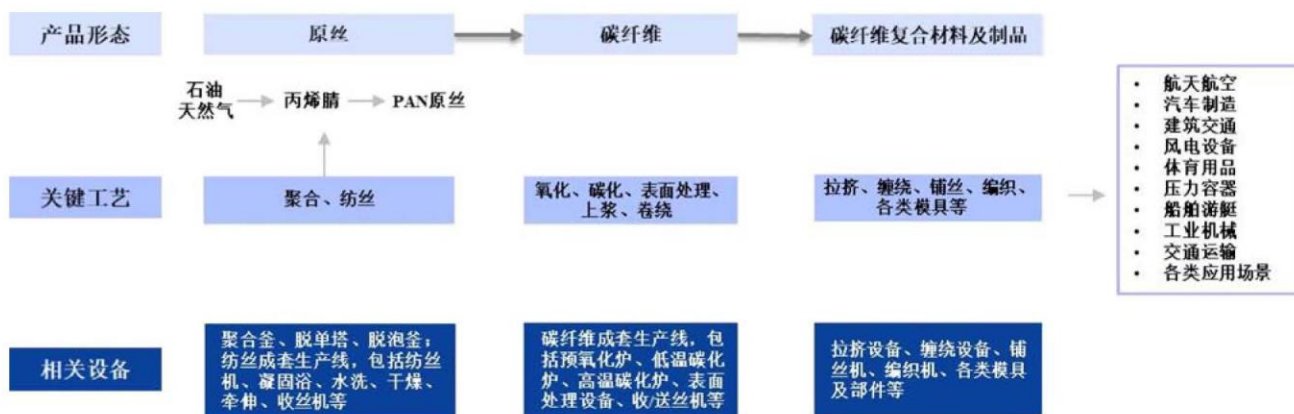 产品形态
原丝
碳纤维
碳纤维复合材料及制品
石油
天然气
丙烯腈
PAN原丝
关键工艺
聚合、纺丝
氧化、碳化、表面处理、
上浆、卷绕
拉挤、缠绕、铺丝、编织、
各类模具等
• 航天航空
• 汽车制造
• 建筑交通
• 风电设备
• 体育用品
• 压力容器
• 船舶游艇
• 工业机械
• 交通运输
• 各类应用场景
相关设备
聚合釜、脱单塔、脱泡釜；
纺丝成套生产线，包括纺丝
机、凝固浴、水洗、干燥、
牵伸、收丝机等
碳纤维成套生产线，包
括预氧化炉、低温碳化
炉、高温碳化炉、表面
处理设备、收/送丝机等
拉挤设备、缠绕设备、铺
丝机、编织机、各类模具
及部件等